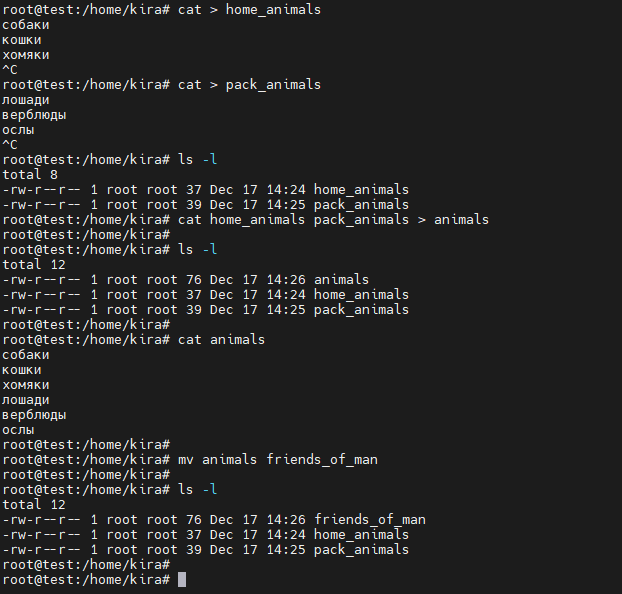 root@test:/home/kira# cat > home_animals
собаки
кошки
хомяки
^C
root@test:/home/kira# cat > pack_animals
лошади
верблюды
ослы
^C
root@test:/home/kira# ls -l
total 8
-rw-r--r-- 1 root root 37 Dec 17 14:24 home_animals
-rw-r--r-- 1 root root 39 Dec 17 14:25 pack_animals
root@test:/home/kira# cat home_animals pack_animals > animals
root@test:/home/kira#
root@test:/home/kira# ls -l
total 12
-rw-r--r-- 1 root root 76 Dec 17 14:26 animals
-rw-r--r-- 1 root root 37 Dec 17 14:24 home_animals
-rw-r--r-- 1 root root 39 Dec 17 14:25 pack_animals
root@test:/home/kira#
root@test:/home/kira# cat animals
собаки
кошки
хомяки
лошади
верблюды
ослы
root@test:/home/kira#
root@test:/home/kira# mv animals friends_of_man
root@test:/home/kira#
root@test:/home/kira# ls -l
total 12
-rw-r--r-- 1 root root 76 Dec 17 14:26 friends_of_man
-rw-r--r-- 1 root root 37 Dec 17 14:24 home_animals
-rw-r--r-- 1 root root 39 Dec 17 14:25 pack_animals
root@test:/home/kira#
root@test:/home/kira#